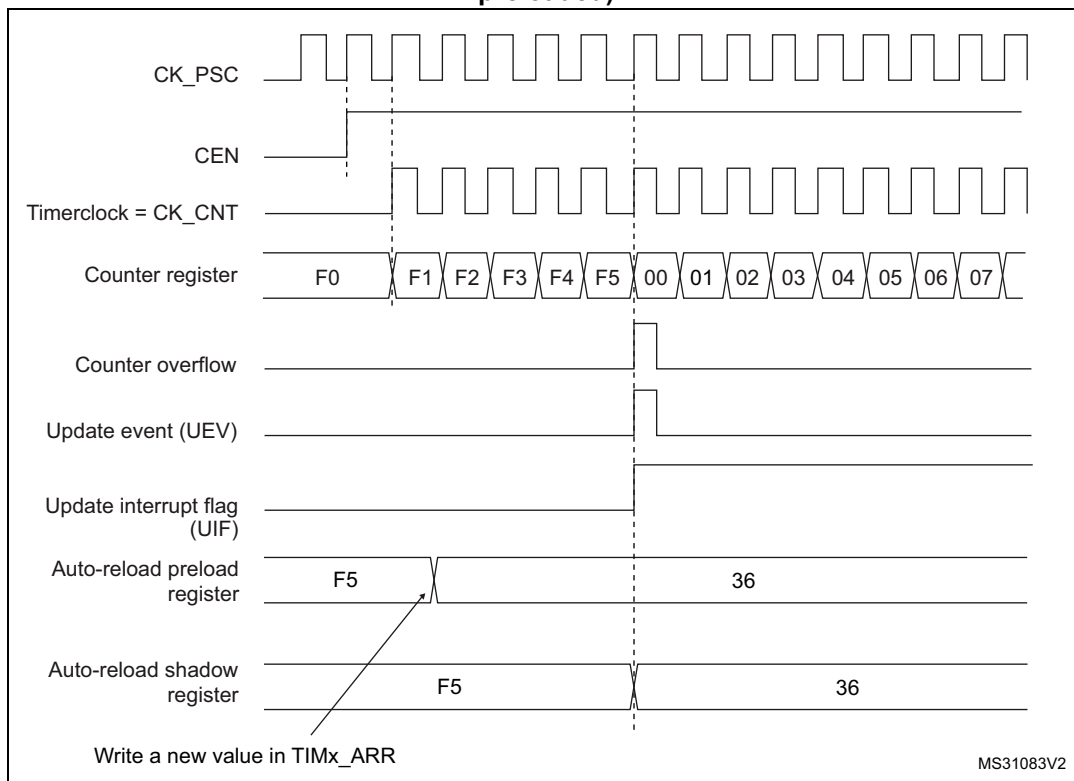 preloaded)
CK_PSC
CEN
Timerclock = CK_CNT
Counter register F0 F1 F2 F3 F4 F5 00 01 02 03 04 05 06 07
Counter overflow
Update event (UEV)
Update interrupt flag
(UIF)
Auto-reload preload
register
F5 36
Auto-reload shadow
register
F5 36
Write a new value in TIMx_ARR
MS31083V2